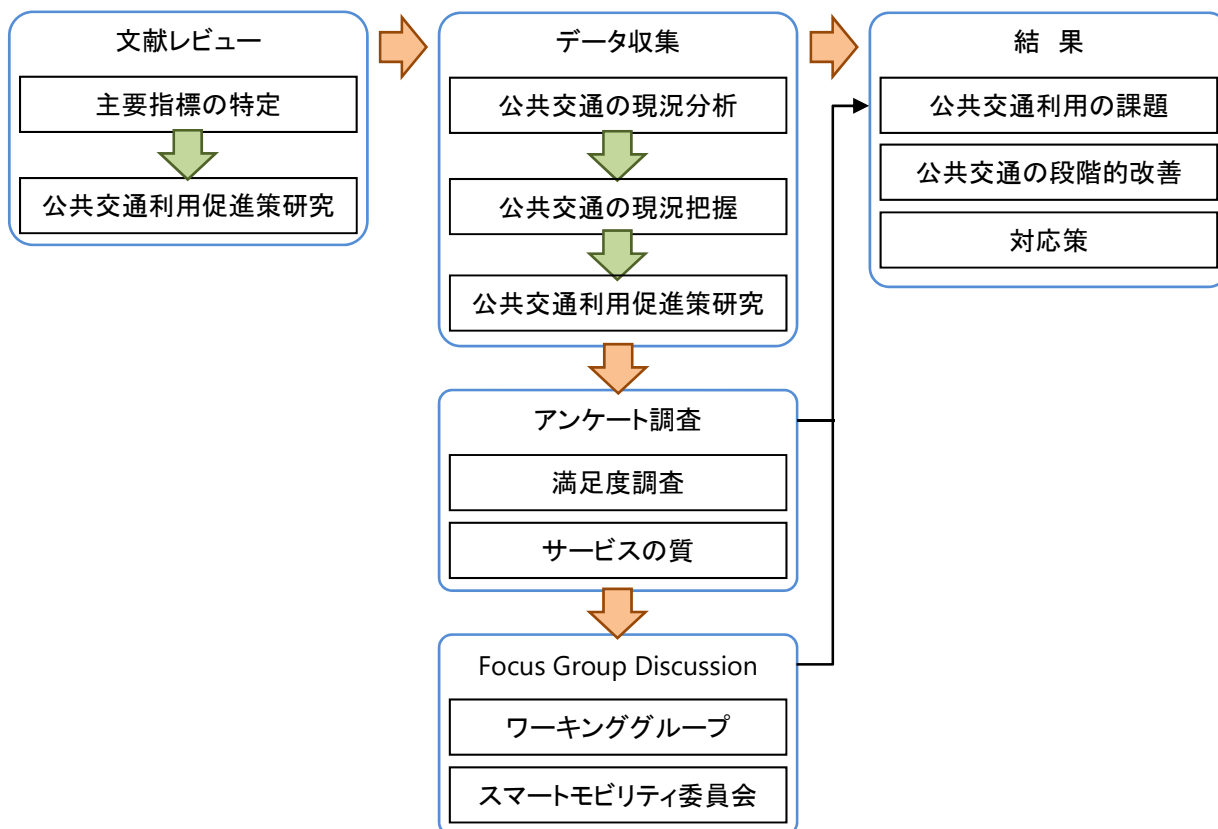 文献レビュー
主要指標の特定
公共交通利用促進策研究
データ収集
公共交通の現況分析
公共交通の現況把握
公共交通利用促進策研究
アンケート調査
満足度調査
サービスの質
Focus Group Discussion
ワーキンググループ
スマートモビリティ委員会
結　果
公共交通利用の課題
公共交通の段階的改善
対応策